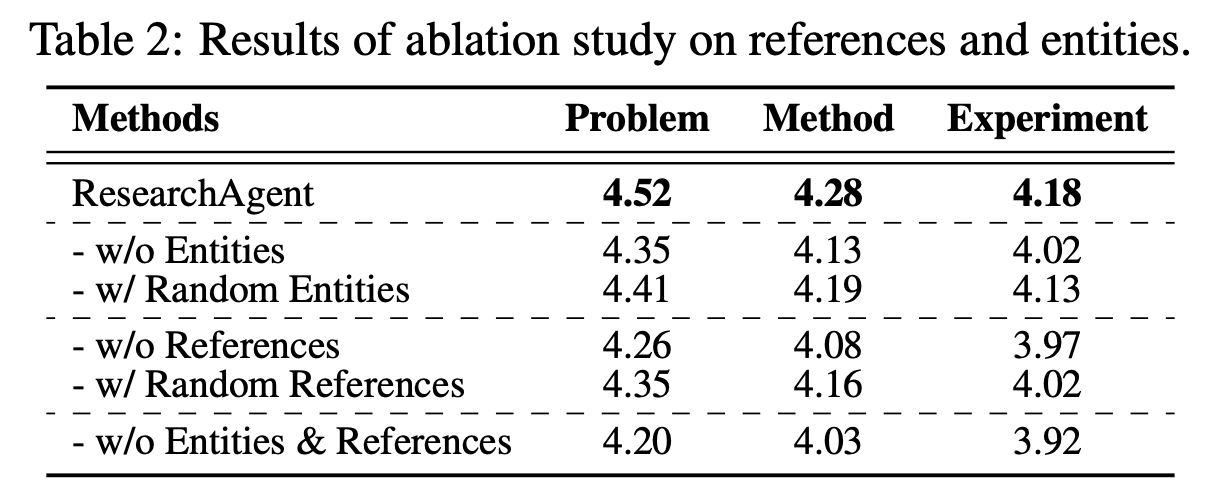 Table 2: Results of ablation study on references and entities.
Methods Problem Method Experiment
ResearchAgent 4.52 4.28 4.18
- w/o Entities 4.35 4.13 4.02
- w/ Random Entities 4.41 4.19 4.13
- w/o References 4.26 4.08 3.97
- w/ Random References 4.35 4.16 4.02
- w/o Entities & References 4.20 4.03 3.92